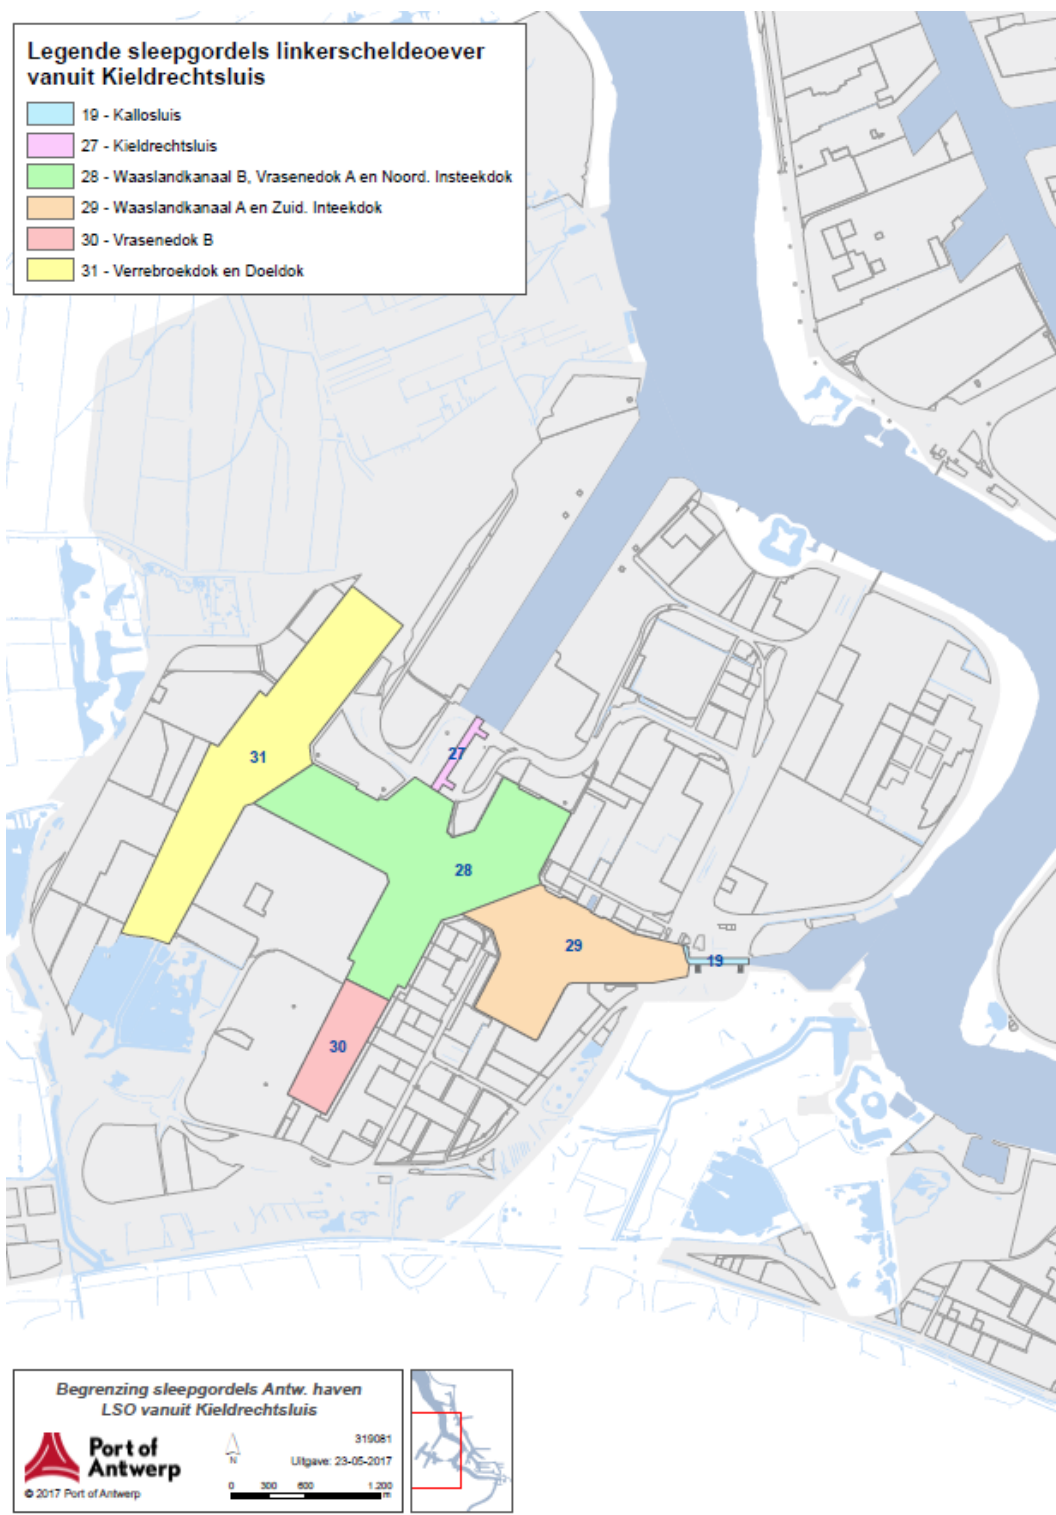 Legende sleepgordels linkerscheldeoever
vanuit Kieldrechtsluis
19 - Kallosluis
27 - Kieldrechtsluis
28 - Waaslandkanaal B, Vrasenedok A en Noord. Insteekdok
29 - Waaslandkanaal A en Zuid. Inteekdok
30 - Vrasenedok B
31 - Verrebroekdok en Doeldok
31
27
28
29
19
30
Begrenzing sleepgordels Antw. haven
LSO vanuit Kieldrechtsluis
Port of
Antwerp
© 2017 Port of Antwerp
N
319081
Uitgave: 23-05-2017
0 300 600 1.200
m